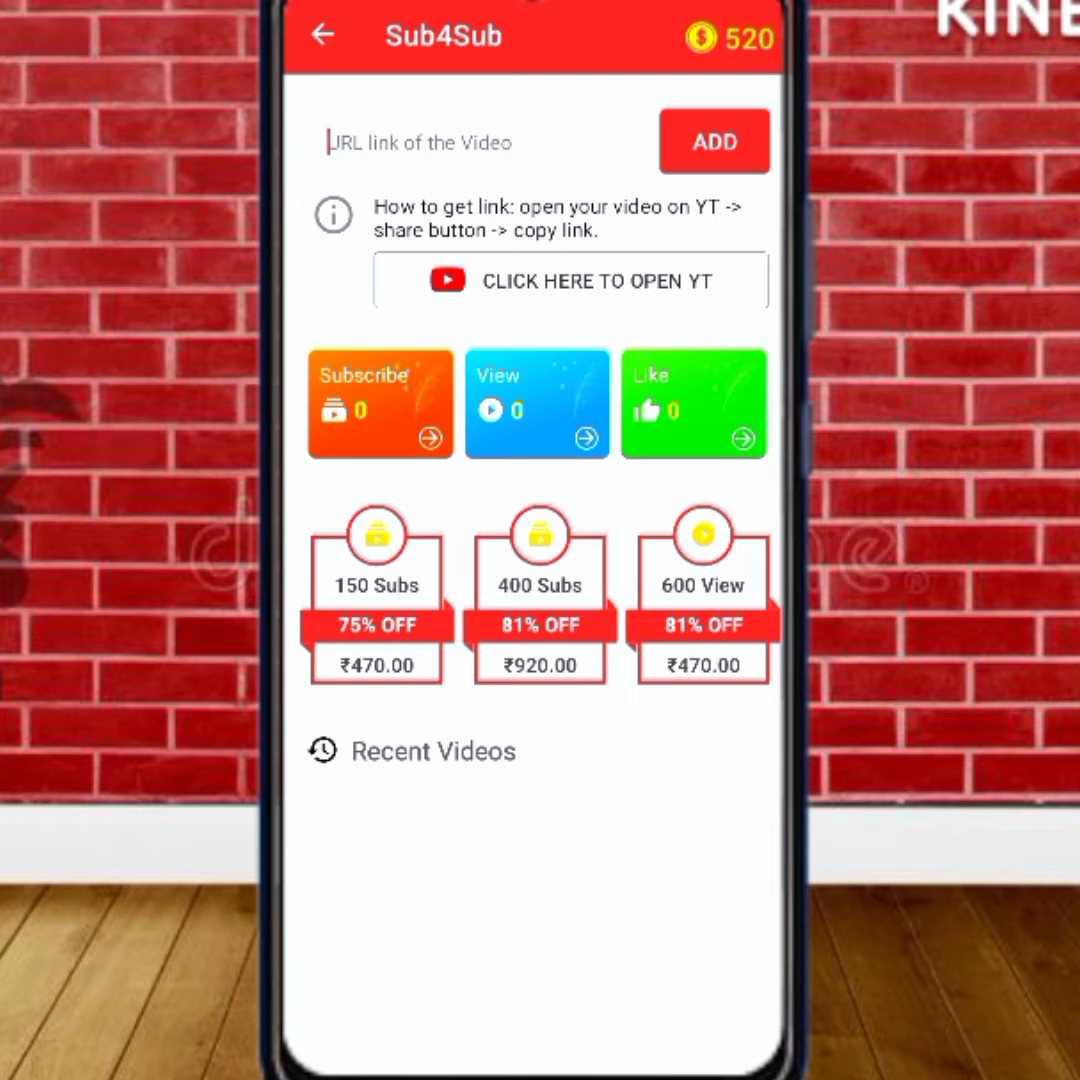 KINE
Sub4Sub
520
URL link of the Video
ADD
How to get link: open your video on YT ->
share button -> copy link.
CLICK HERE TO OPEN YT
Subscribe
0
View
0
Like
0
150 Subs
75% OFF
₹470.00
400 Subs
81% OFF
₹920.00
600 View
81% OFF
₹470.00
Recent Videos